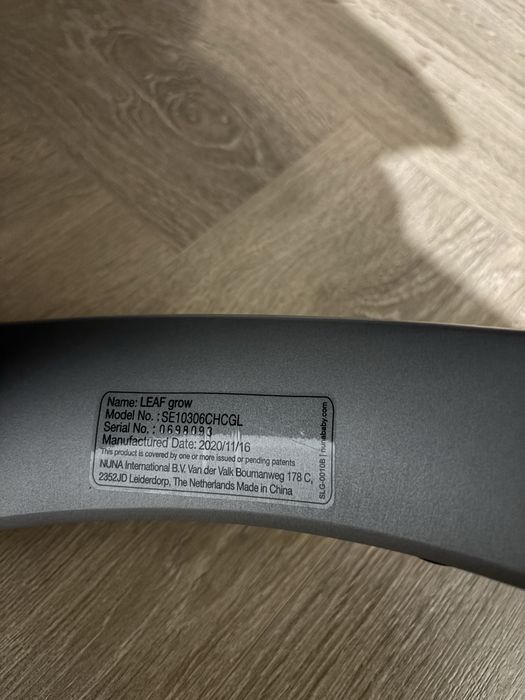 Name: LEAF grow
Model No. : SE10306CHCGL
Serial No. : 0698093
Manufactured Date: 2020/11/16
This product is covered by one or more issued or pending patents
NUNA International B.V. Van der Valk Boumanweg 178 C,
2352JD Leiderdorp, The Netherlands Made in China
SLG-0010B | nunababy.com